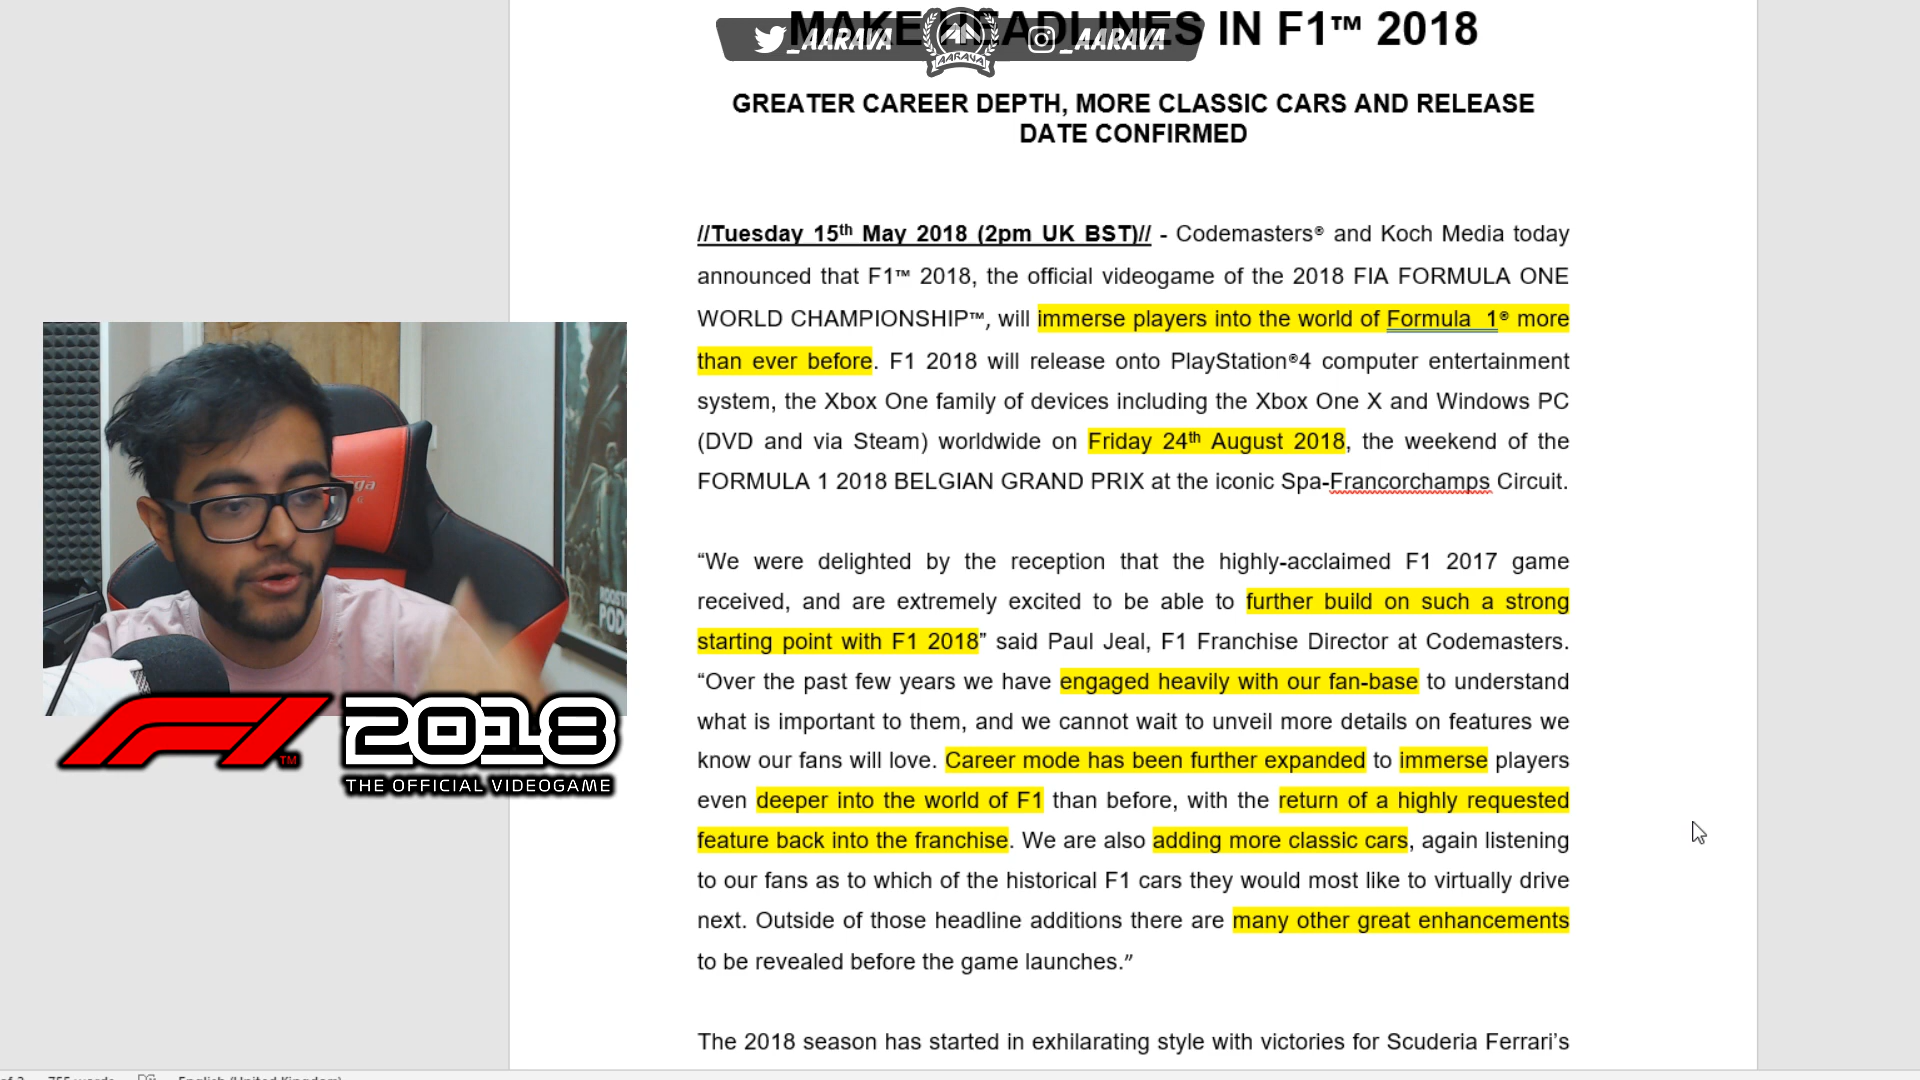 MAKE HEADLINES IN F1™ 2018
_AARAVA
AARAVA
_AARAVA
GREATER CAREER DEPTH, MORE CLASSIC CARS AND RELEASE
DATE CONFIRMED
//Tuesday 15th May 2018 (2pm UK BST)// - Codemasters® and Koch Media today
announced that F1™ 2018, the official videogame of the 2018 FIA FORMULA ONE
WORLD CHAMPIONSHIP™, will immerse players into the world of Formula 1® more
than ever before. F1 2018 will release onto PlayStation®4 computer entertainment
system, the Xbox One family of devices including the Xbox One X and Windows PC
(DVD and via Steam) worldwide on Friday 24th August 2018, the weekend of the
FORMULA 1 2018 BELGIAN GRAND PRIX at the iconic Spa-Francorchamps Circuit.
“We were delighted by the reception that the highly-acclaimed F1 2017 game
received, and are extremely excited to be able to further build on such a strong
starting point with F1 2018” said Paul Jeal, F1 Franchise Director at Codemasters.
“Over the past few years we have engaged heavily with our fan-base to understand
what is important to them, and we cannot wait to unveil more details on features we
know our fans will love. Career mode has been further expanded to immerse players
even deeper into the world of F1 than before, with the return of a highly requested
feature back into the franchise. We are also adding more classic cars, again listening
to our fans as to which of the historical F1 cars they would most like to virtually drive
next. Outside of those headline additions there are many other great enhancements
to be revealed before the game launches.”
The 2018 season has started in exhilarating style with victories for Scuderia Ferrari’s
F1™ 2018
THE OFFICIAL VIDEOGAME
755 words English (United Kingdom)